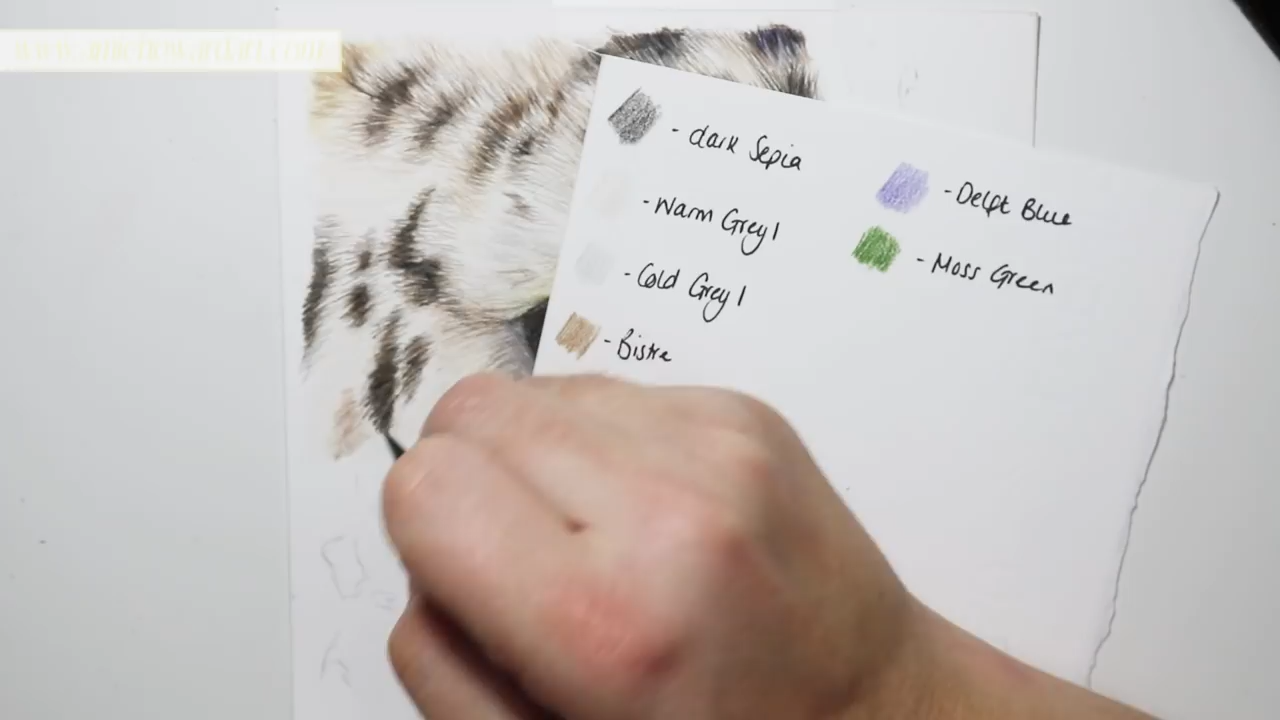 - dark Sepia
- Warm Grey 1
- Cold Grey 1
- Bistre
- Delft Blue
- Moss Green